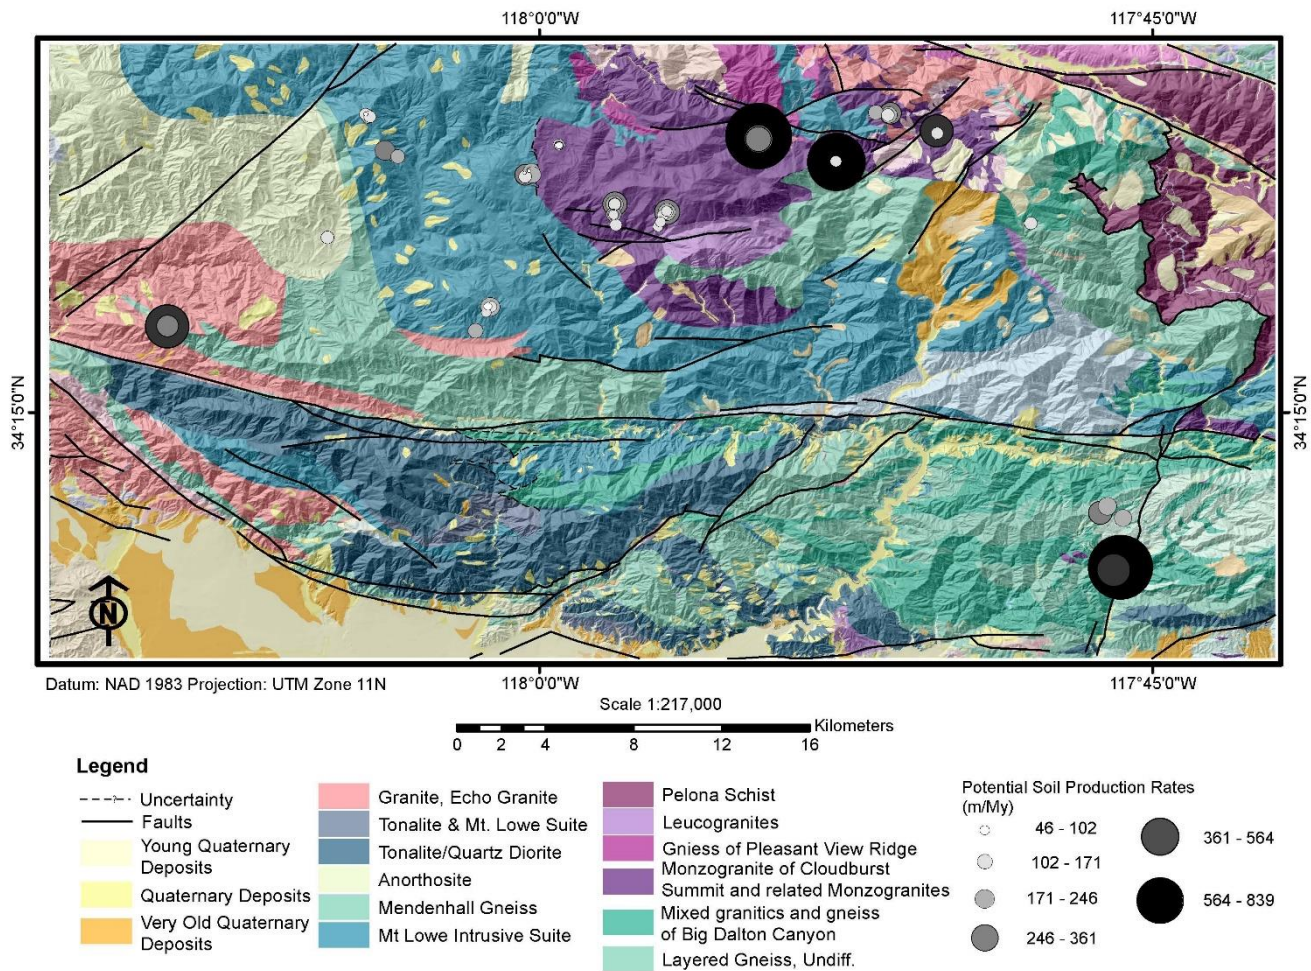 118°0'0"W
117°45'0"W
34°15'0"N
34°15'0"N
N
Datum: NAD 1983 Projection: UTM Zone 11N
118°0'0"W
117°45'0"W
Scale 1:217,000
Kilometers
0 2 4 8 12 16
Legend
Uncertainty
Faults
Young Quaternary
Deposits
Quaternary Deposits
Very Old Quaternary
Deposits
Granite, Echo Granite
Tonalite & Mt. Lowe Suite
Tonalite/Quartz Diorite
Anorthosite
Mendenhall Gneiss
Mt Lowe Intrusive Suite
Pelona Schist
Leucogranites
Gniess of Pleasant View Ridge
Monzogranite of Cloudburst
Summit and related Monzogranites
Mixed granitics and gneiss
of Big Dalton Canyon
Layered Gneiss, Undiff.
Potential Soil Production Rates
(m/My)
46 - 102
102 - 171
171 - 246
246 - 361
361 - 564
564 - 839